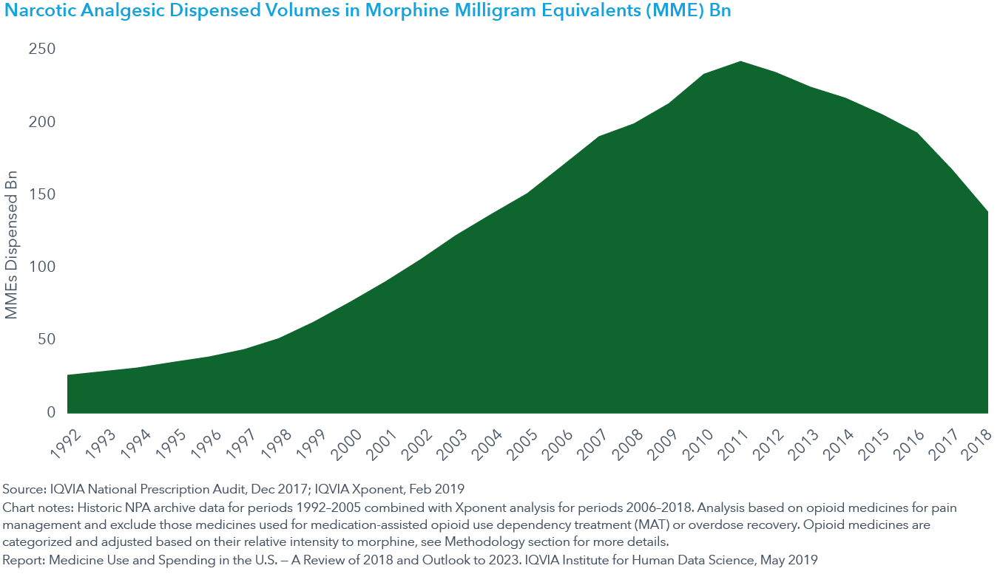 Narcotic Analgesic Dispensed Volumes in Morphine Milligram Equivalents (MME) Bn
MMEs Dispensed Bn
250
200
150
100
50
0
1992 1993 1994 1995 1996 1997 1998 1999 2000 2001 2002 2003 2004 2005 2006 2007 2008 2009 2010 2011 2012 2013 2014 2015 2016 2017 2018
Source: IQVIA National Prescription Audit, Dec 2017; IQVIA Xponent, Feb 2019
Chart notes: Historic NPA archive data for periods 1992–2005 combined with Xponent analysis for periods 2006–2018. Analysis based on opioid medicines for pain
management and exclude those medicines used for medication-assisted opioid use dependency treatment (MAT) or overdose recovery. Opioid medicines are
categorized and adjusted based on their relative intensity to morphine, see Methodology section for more details.
Report: Medicine Use and Spending in the U.S. — A Review of 2018 and Outlook to 2023. IQVIA Institute for Human Data Science, May 2019